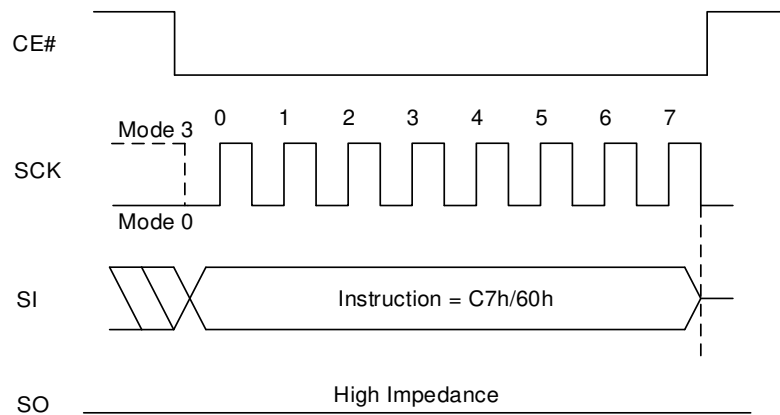 CE#
Mode 3 0 1 2 3 4 5 6 7
SCK
Mode 0
SI Instruction = C7h/60h
High Impedance
SO